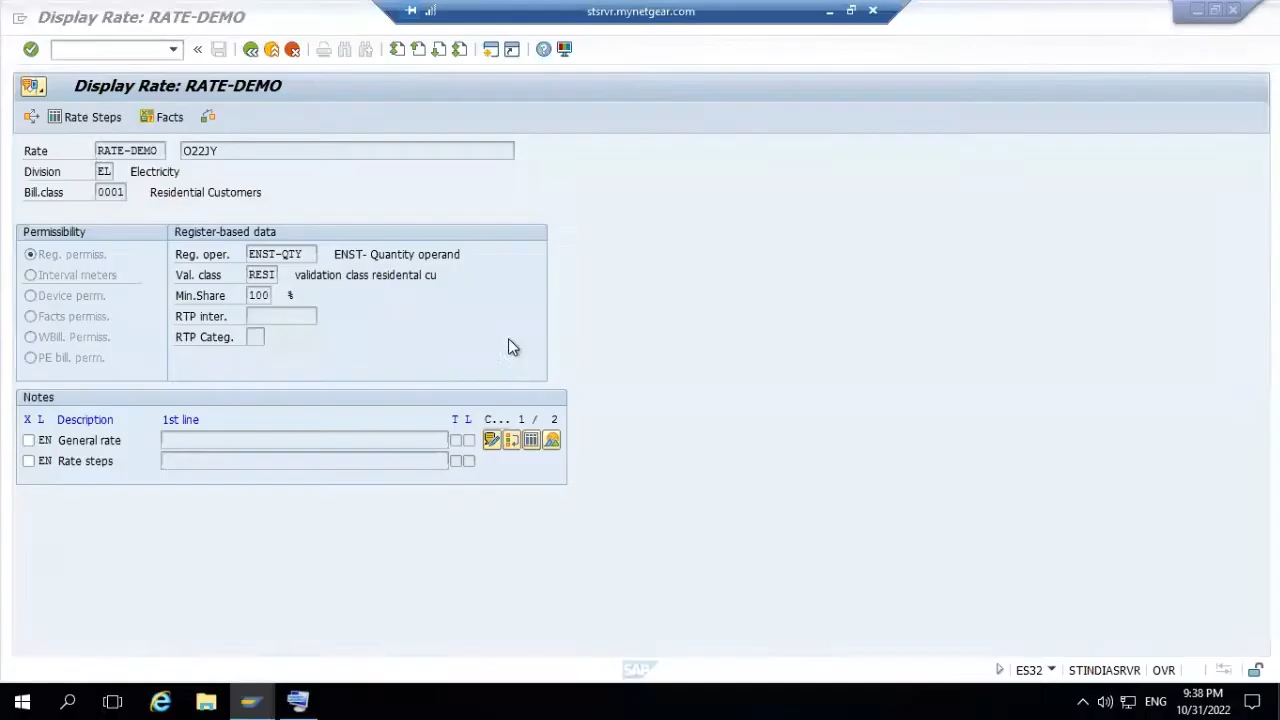 Display Rate: RATE-DEMO
stsrvr.mynetgear.com
Display Rate: RATE-DEMO
Rate Steps Facts
Rate RATE-DEMO O22JY
Division EL Electricity
Bill.class 0001 Residential Customers
Permissibility Register-based data
Reg. permiss. Reg. oper. ENST-QTY ENST- Quantity operand
Interval meters Val. class RESI validation class residental cu
Device perm. Min.Share 100 %
Facts permiss. RTP inter.
WBill. Permiss. RTP Categ.
PE bill. perm.
Notes
X L Description 1st line T L C... 1 / 2
EN General rate
EN Rate steps
SAP
ES32 STINDIASRVR OVR
ENG
9:38 PM
10/31/2022